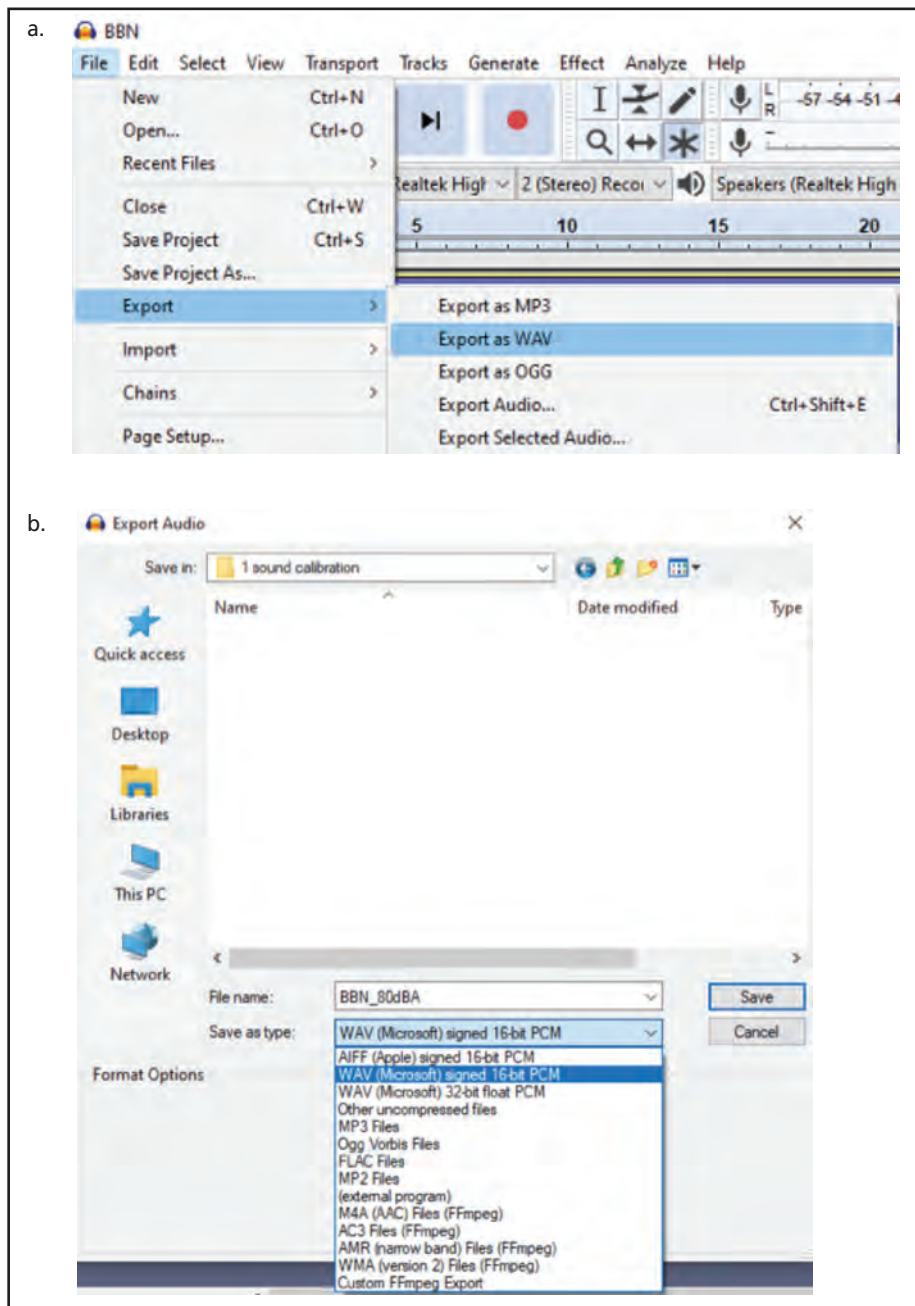 a.
BBN
File Edit Select View Transport Tracks Generate Effect Analyze Help
New Ctrl+N
Open... Ctrl+O
Recent Files >
Close Ctrl+W
Save Project Ctrl+S
Save Project As...
Export >
Import >
Chains >
Page Setup...
L
R
-57 -54 -51
2 (Stereo) Speakers (Realtek High
5 10 15 20
Export as MP3
Export as WAV
Export as OGG
Export Audio... Ctrl+Shift+E
Export Selected Audio...
b.
Export Audio
Save in: 1 sound calibration
Name Date modified Type
Quick access
Desktop
Libraries
This PC
Network
File name: BBN_80dBA Save
Save as type: WAV (Microsoft) signed 16-bit PCM Cancel
Format Options
AIFF (Apple) signed 16-bit PCM
WAV (Microsoft) signed 16-bit PCM
WAV (Microsoft) 32-bit float PCM
Other uncompressed files
MP3 Files
Ogg Vorbis Files
FLAC Files
MP2 Files
(external program)
M4A (AAC) Files (FFmpeg)
AC3 Files (FFmpeg)
AMR (narrow band) Files (FFmpeg)
WMA (version 2) Files (FFmpeg)
Custom FFmpeg Export